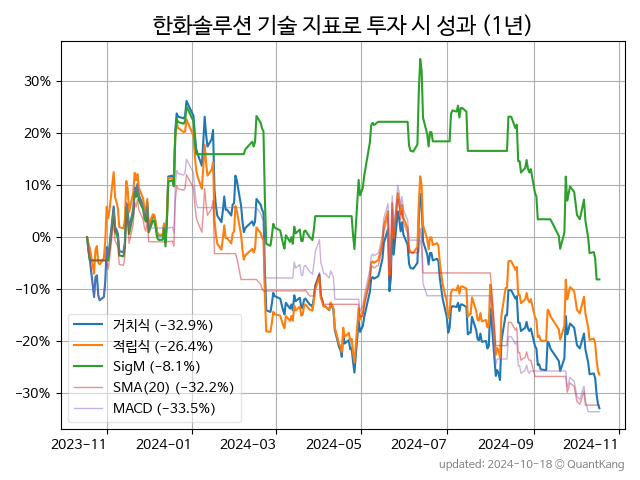 한화솔루션 기술 지표로 투자 시 성과 (1년)
30%
20%
10%
0%
−10%
−20%
−30%
거치식 (−32.9%)
적립식 (−26.4%)
SigM (−8.1%)
SMA(20) (−32.2%)
MACD (−33.5%)
2023-11 2024-01 2024-03 2024-05 2024-07 2024-09 2024-11
updated: 2024-10-18 © QuantKang